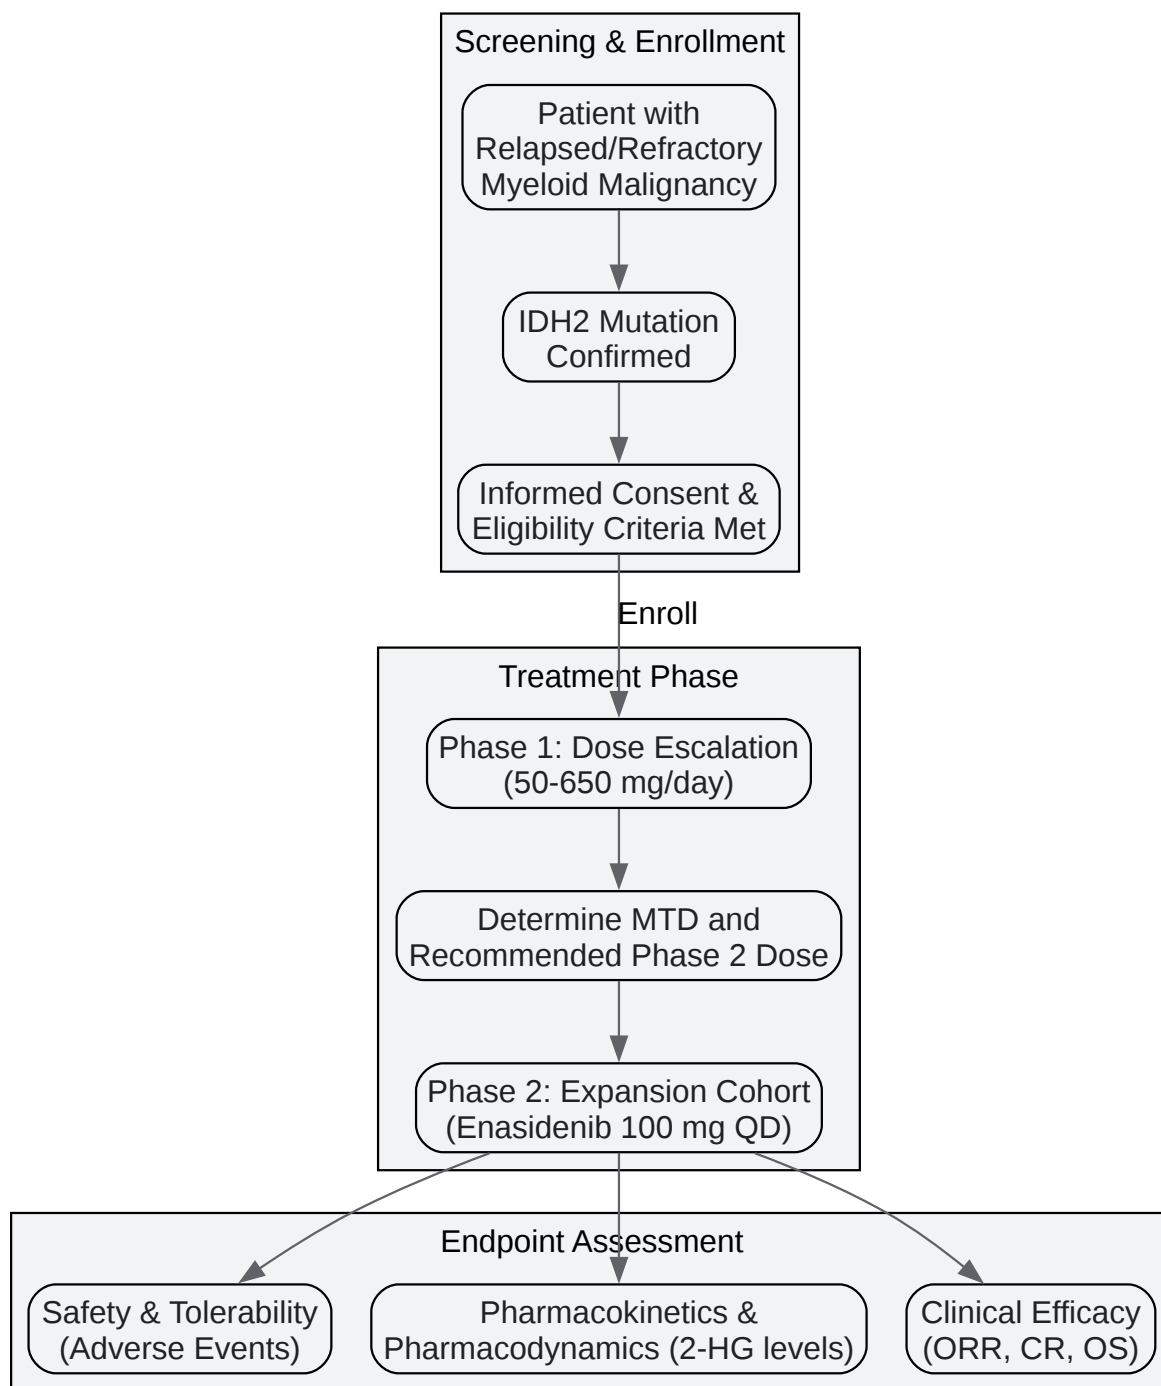 Screening & Enrollment
Patient with
Relapsed/Refractory
Myeloid Malignancy
IDH2 Mutation
Confirmed
Informed Consent &
Eligibility Criteria Met
Enroll
Treatment Phase
Phase 1: Dose Escalation
(50-650 mg/day)
Determine MTD and
Recommended Phase 2 Dose
Phase 2: Expansion Cohort
(Enasidenib 100 mg QD)
Endpoint Assessment
Safety & Tolerability
(Adverse Events)
Pharmacokinetics &
Pharmacodynamics (2-HG levels)
Clinical Efficacy
(ORR, CR, OS)